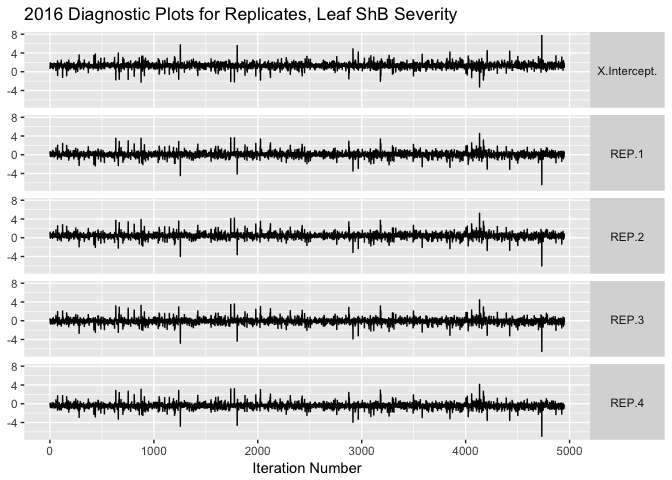 2016 Diagnostic Plots for Replicates, Leaf ShB Severity
8
4
0
-4
X.Intercept.
8
4
0
-4
REP.1
8
4
0
-4
REP.2
8
4
0
-4
REP.3
8
4
0
-4
REP.4
0 1000 2000 3000 4000 5000
Iteration Number